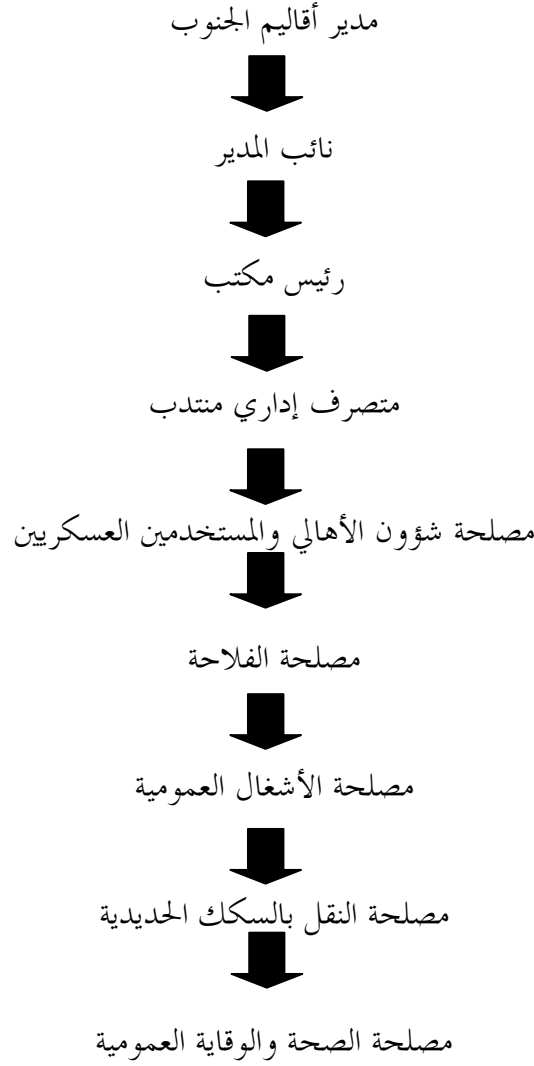 مدير أقاليم الجنوب
نائب المدير
رئيس مكتب
متصرف إداري منتدب
مصلحة شؤون الأهالي والمستخدمين العسكريين
مصلحة الفلاحة
مصلحة الأشغال العمومية
مصلحة النقل بالسكك الحديدية
مصلحة الصحة والوقاية العمومية